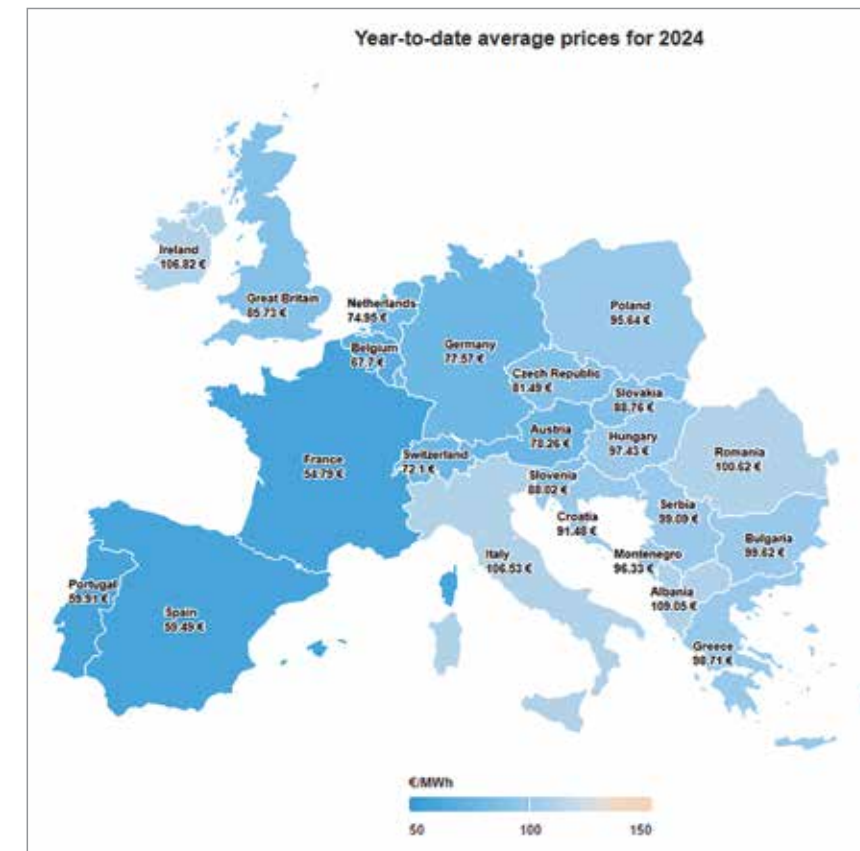 Year-to-date average prices for 2024
Ireland
106.82 €
Great Britain
85.73 €
Netherlands
74.95 €
Belgium
67.7 €
Germany
77.57 €
Poland
95.64 €
Czech Republic
81.49 €
Slovakia
88.76 €
Austria
78.26 €
Hungary
97.43 €
Romania
100.62 €
France
54.79 €
Switzerland
72.1 €
Slovenia
88.02 €
Croatia
91.48 €
Serbia
99.09 €
Bulgaria
99.62 €
Italy
106.53 €
Montenegro
96.33 €
Albania
109.05 €
Greece
98.71 €
Portugal
59.91 €
Spain
59.49 €
€/MWh
50 100 150